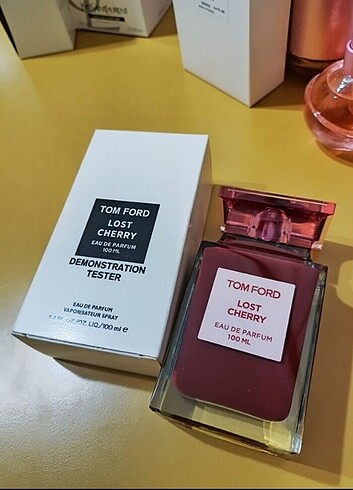 TOM FORD
LOST
CHERRY
EAU DE PARFUM
100 ML
DEMONSTRATION
TESTER
EAU DE PARFUM
VAPORISATEUR SPRAY
LIQ./100 ml e
TOM FORD
LOST
CHERRY
EAU DE PARFUM
100 ML